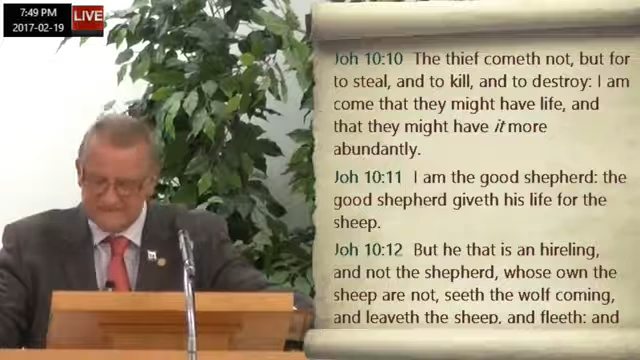 7:49 PM
2017-02-19
LIVE
Joh 10:10 The thief cometh not, but for
to steal, and to kill, and to destroy: I am
come that they might have life, and
that they might have it more
abundantly.
Joh 10:11 I am the good shepherd: the
good shepherd giveth his life for the
sheep.
Joh 10:12 But he that is an hireling,
and not the shepherd, whose own the
sheep are not, seeth the wolf coming,
and leaveth the sheep, and fleeth: and